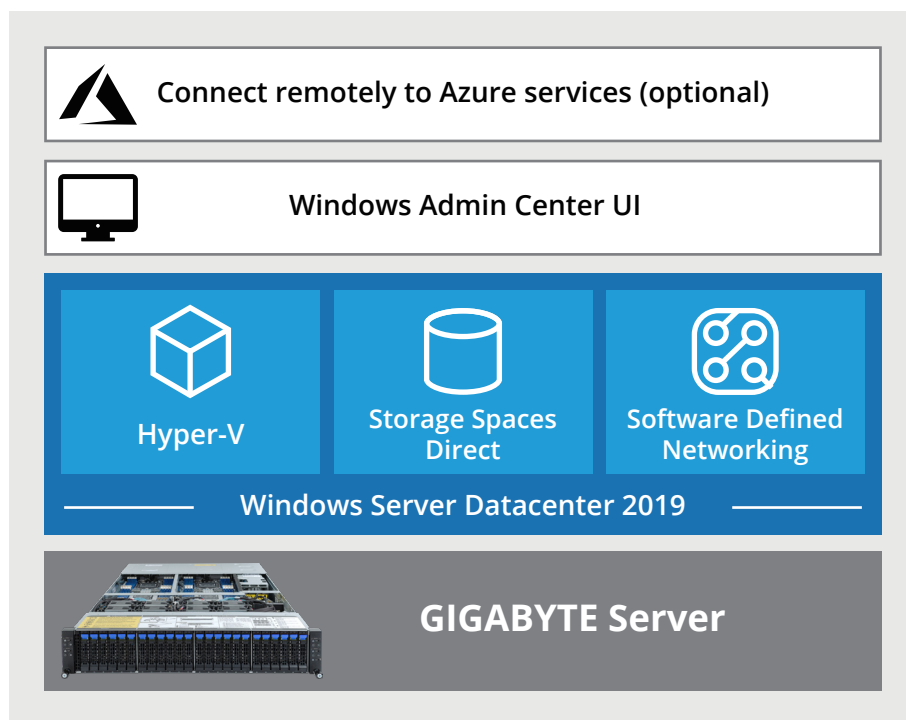 Connect remotely to Azure services (optional)
Windows Admin Center UI
Hyper-V
Storage Spaces
Direct
Software Defined
Networking
Windows Server Datacenter 2019
GIGABYTE Server